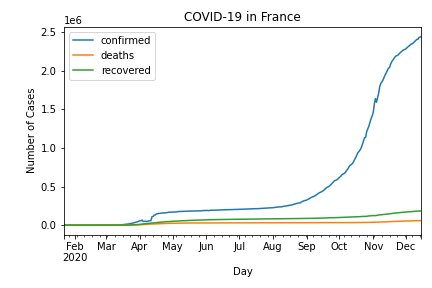 COVID-19 in France
1e6
confirmed
deaths
recovered
Number of Cases
2.5
2.0
1.5
1.0
0.5
0.0
Feb Mar Apr May Jun Jul Aug Sep Oct Nov Dec
2020
Day